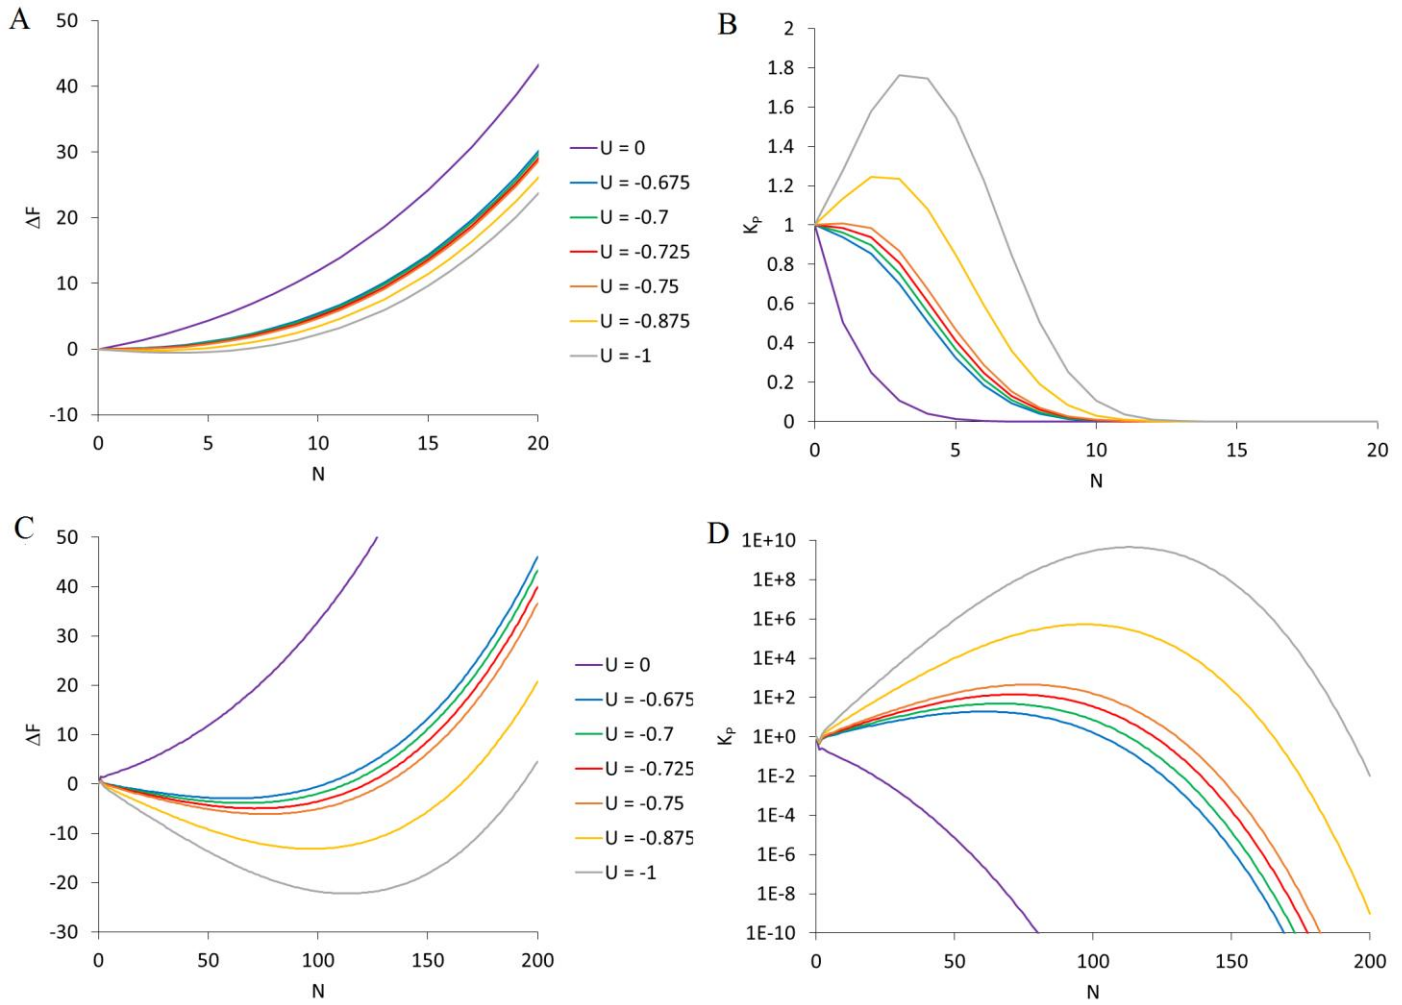 A
50
40
30
20
10
0
-10
ΔF
0 5 10 15 20
N
U = 0
U = -0.675
U = -0.7
U = -0.725
U = -0.75
U = -0.875
U = -1
B
2
1.8
1.6
1.4
1.2
1
0.8
0.6
0.4
0.2
0
KP
0 5 10 15 20
N
C
50
40
30
20
10
0
-10
-20
-30
ΔF
0 50 100 150 200
N
U = 0
U = -0.675
U = -0.7
U = -0.725
U = -0.75
U = -0.875
U = -1
D
1E+10
1E+8
1E+6
1E+4
1E+2
1E+0
1E-2
1E-4
1E-6
1E-8
1E-10
KP
0 50 100 150 200
N